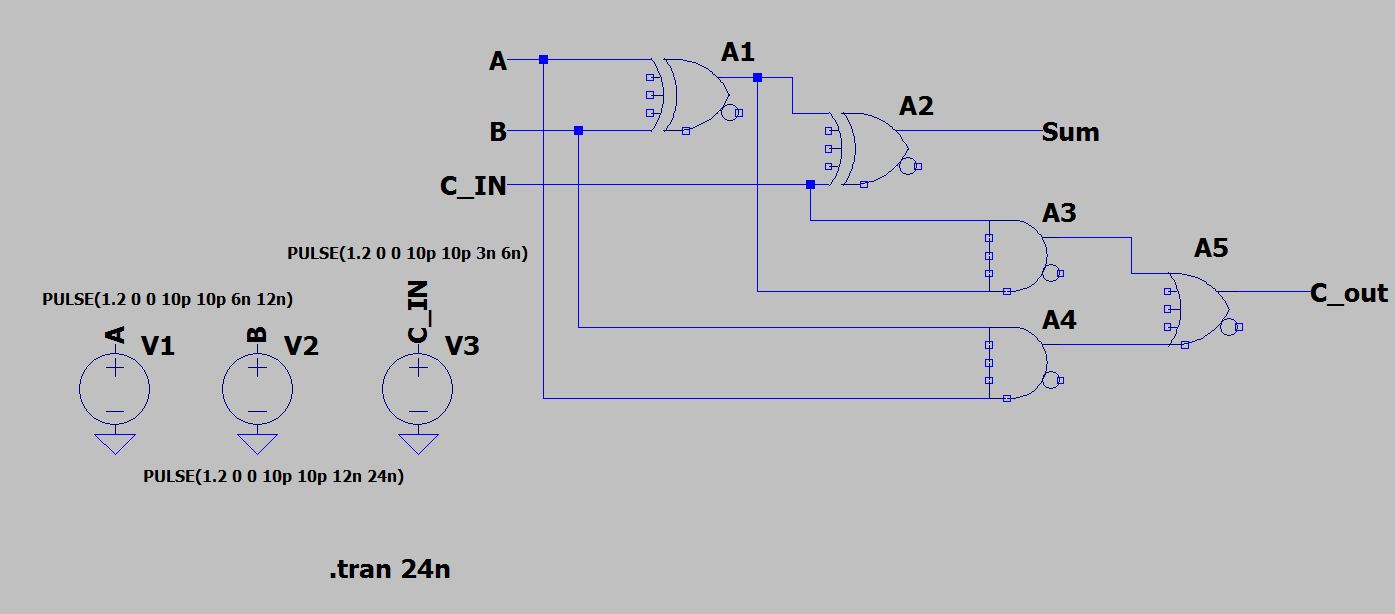 A
A1
A2
B
Sum
C_IN
A3
PULSE(1.2 0 0 10p 10p 3n 6n)
A5
PULSE(1.2 0 0 10p 10p 6n 12n)
C_IN
C_out
A
V1
B
V2
V3
A4
PULSE(1.2 0 0 10p 10p 12n 24n)
.tran 24n